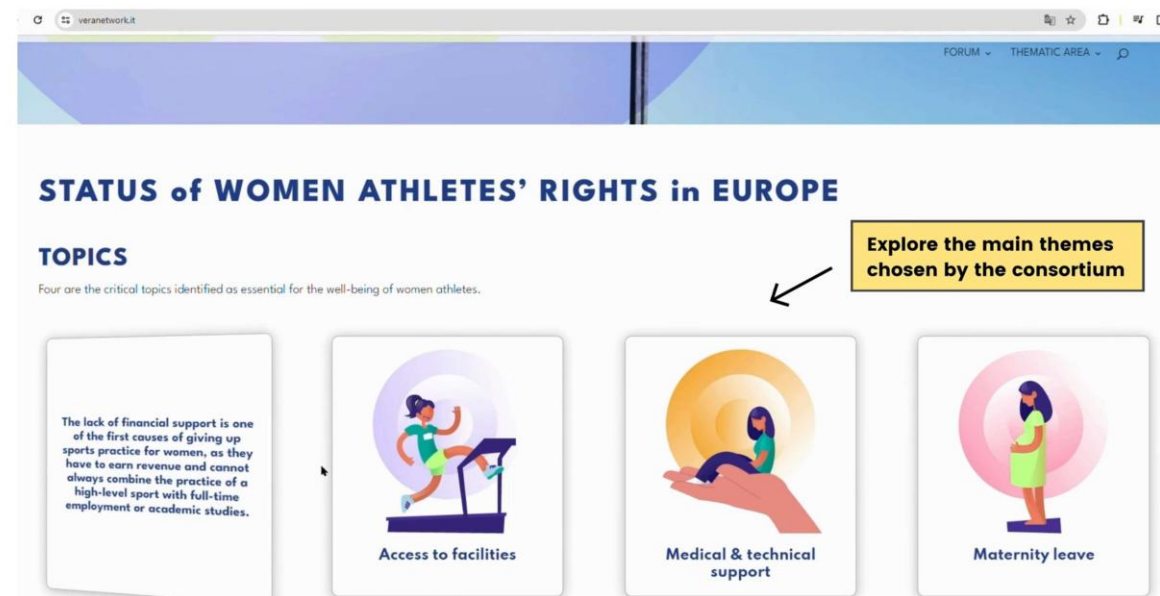 veranetwork.it
FORUM
THEMATIC AREA
STATUS of WOMEN ATHLETES' RIGHTS in EUROPE
Explore the main themes
chosen by the consortium
TOPICS
Four are the critical topics identified as essential for the well-being of women athletes.
The lack of financial support is one
of the first causes of giving up
sports practice for women, as they
have to earn revenue and cannot
always combine the practice of a
high-level sport with full-time
employment or academic studies.
Access to facilities
Medical & technical
support
Maternity leave